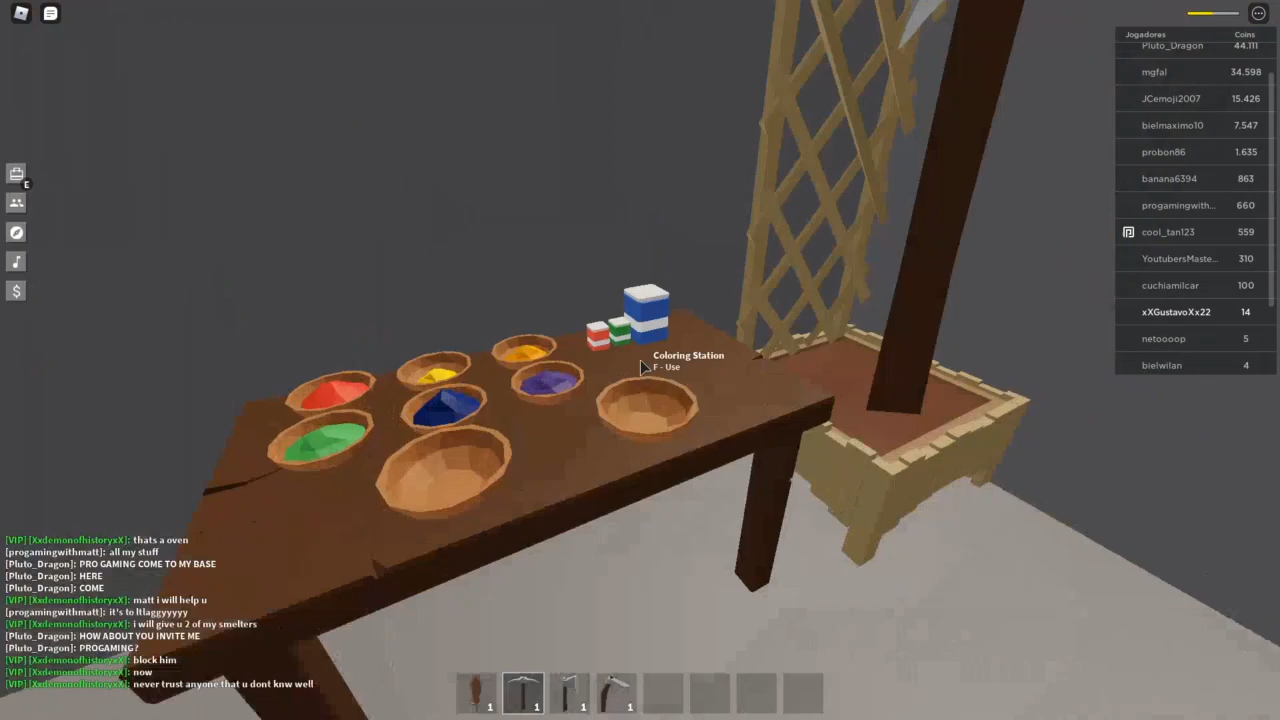 Jogadores Coins
Pluto_Dragon 44.111
mgfal 34.598
JCemoji2007 15.426
bielmaximo10 7.547
probon86 1.635
banana6394 863
progamingwith... 660
cool_tan123 559
YoutubersMaste... 310
cuchiamilcar 100
xXGustavoXx22 14
netoooop 5
bielwilan 4
E
Coloring Station
F - Use
[VIP] [XxdemonofhistoryxX]: thats a oven
[progamingwithmatt]: all my stuff
[Pluto_Dragon]: PRO GAMING COME TO MY BASE
[Pluto_Dragon]: HERE
[Pluto_Dragon]: COME
[VIP] [XxdemonofhistoryxX]: matt i will help u
[progamingwithmatt]: it's to ltlaggyyyyy
[VIP] [XxdemonofhistoryxX]: i will give u 2 of my smelters
[Pluto_Dragon]: HOW ABOUT YOU INVITE ME
[Pluto_Dragon]: PROGAMING?
[VIP] [XxdemonofhistoryxX]: block him
[VIP] [XxdemonofhistoryxX]: now
[VIP] [XxdemonofhistoryxX]: never trust anyone that u dont knw well
1 1 1 1